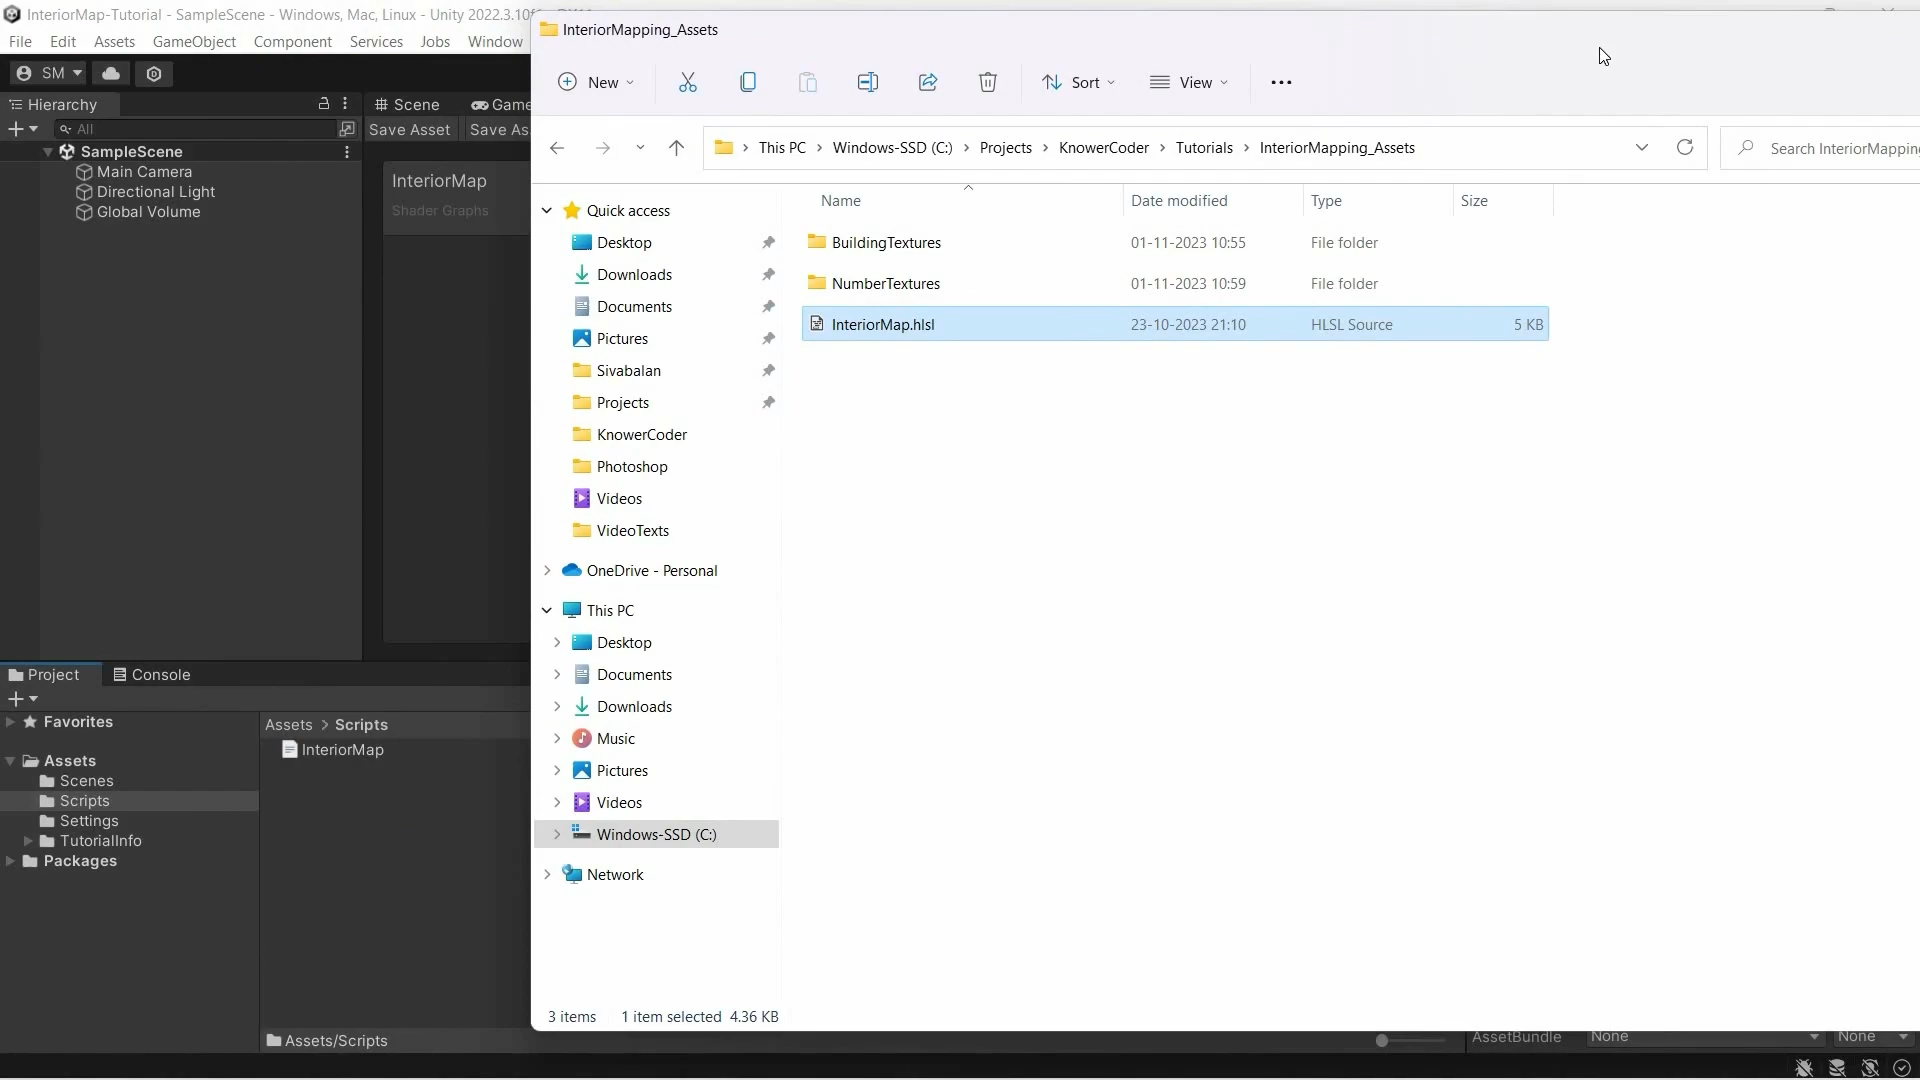 InteriorMap-Tutorial - SampleScene - Windows, Mac, Linux - Unity 2022.3.10f
File Edit Assets GameObject Component Services Jobs Window
SM
Hierarchy
All
SampleScene
Main Camera
Directional Light
Global Volume
Scene Game
Save Asset Save As
InteriorMap
Shader Graphs
InteriorMapping_Assets
New Sort View
This PC > Windows-SSD (C:) > Projects > KnowerCoder > Tutorials > InteriorMapping_Assets
Search InteriorMapping
Name Date modified Type Size
BuildingTextures 01-11-2023 10:55 File folder
NumberTextures 01-11-2023 10:59 File folder
InteriorMap.hlsl 23-10-2023 21:10 HLSL Source 5 KB
Quick access
Desktop
Downloads
Documents
Pictures
Sivabalan
Projects
KnowerCoder
Photoshop
Videos
VideoTexts
OneDrive - Personal
This PC
Desktop
Documents
Downloads
Music
Pictures
Videos
Windows-SSD (C:)
Network
3 items 1 item selected 4.36 KB
Project Console
Favorites
Assets
Scenes
Scripts
Settings
TutorialInfo
Packages
Assets > Scripts
InteriorMap
Assets/Scripts
AssetBundle None None